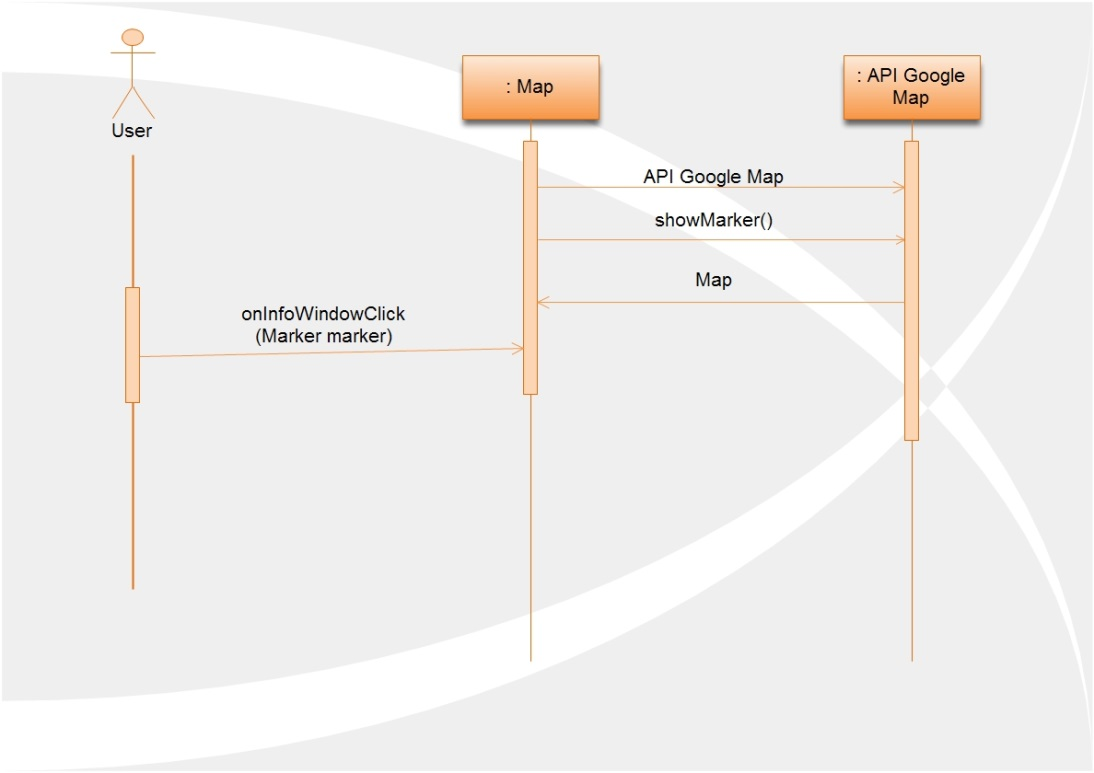 User
: Map
: API Google
Map
API Google Map
showMarker()
Map
onInfoWindowClick
(Marker marker)